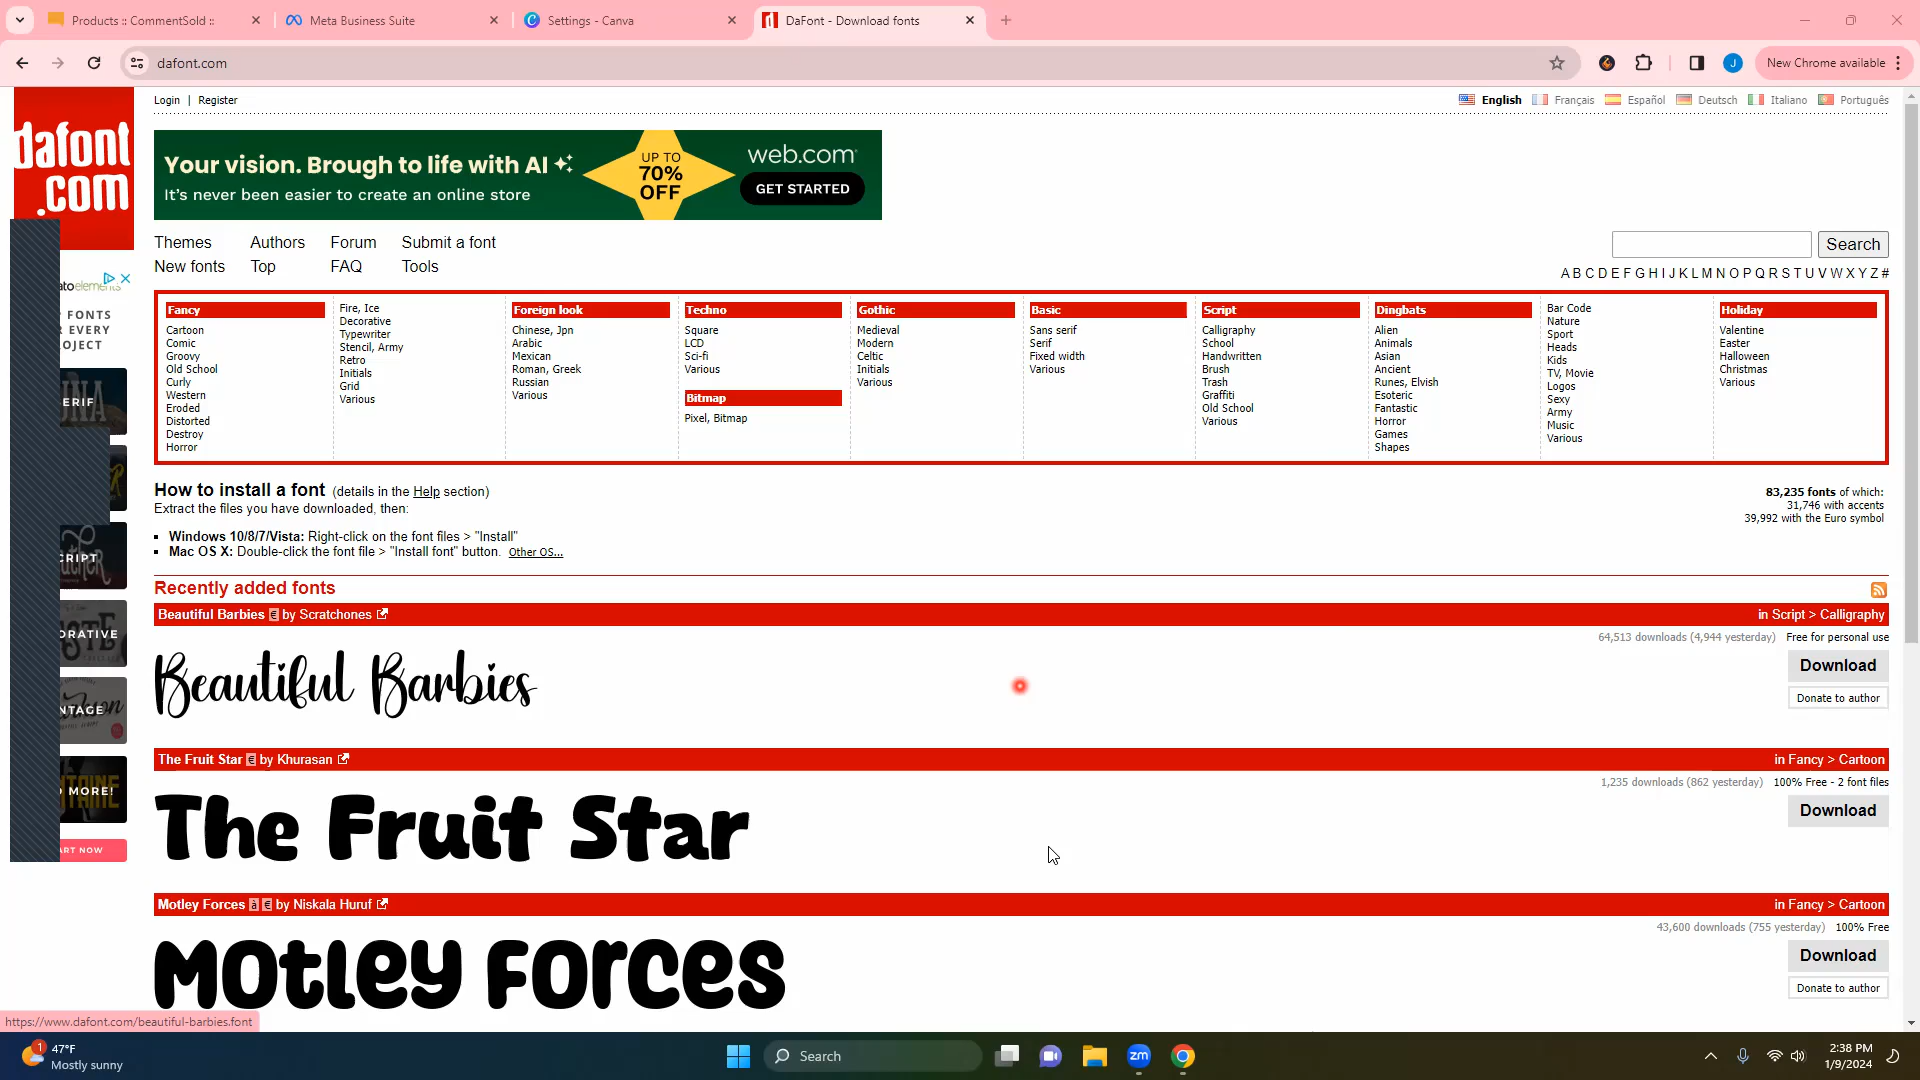 Products :: CommentSold ::
Meta Business Suite
Settings - Canva
DaFont - Download fonts
dafont.com
New Chrome available
Login | Register
English Français Español Deutsch Italiano Português
dafont
.com
Your vision. Brough to life with AI
It's never been easier to create an online store
UP TO
70%
OFF
web.com
GET STARTED
Themes Authors Forum Submit a font
New fonts Top FAQ Tools
Search
A B C D E F G H I J K L M N O P Q R S T U V W X Y Z #
Fancy
Cartoon
Comic
Groovy
Old School
Curly
Western
Eroded
Distorted
Destroy
Horror
Fire, Ice
Decorative
Typewriter
Stencil, Army
Retro
Initials
Grid
Various
Foreign look
Chinese, Jpn
Arabic
Mexican
Roman, Greek
Russian
Various
Techno
Square
LCD
Sci-fi
Various
Bitmap
Pixel, Bitmap
Gothic
Medieval
Modern
Celtic
Initials
Various
Basic
Sans serif
Serif
Fixed width
Various
Script
Calligraphy
School
Handwritten
Brush
Trash
Graffiti
Old School
Various
Dingbats
Alien
Animals
Asian
Ancient
Runes, Elvish
Esoteric
Fantastic
Horror
Games
Shapes
Bar Code
Nature
Sport
Heads
Kids
TV, Movie
Logos
Sexy
Army
Music
Various
Holiday
Valentine
Easter
Halloween
Christmas
Various
ato elements
FONTS
R EVERY
OJECT
ERIF
CRIPT
ORATIVE
NTAGE
O MORE!
ART NOW
How to install a font (details in the Help section)
Extract the files you have downloaded, then:
Windows 10/8/7/Vista: Right-click on the font files > "Install"
Mac OS X: Double-click the font file > "Install font" button. Other OS...
83,235 fonts of which:
31,746 with accents
39,992 with the Euro symbol
Recently added fonts
Beautiful Barbies € by Scratchones in Script > Calligraphy
64,513 downloads (4,944 yesterday) Free for personal use
Beautiful Barbies
Download
Donate to author
The Fruit Star € by Khurasan in Fancy > Cartoon
1,235 downloads (862 yesterday) 100% Free - 2 font files
The Fruit Star
Download
Motley Forces à € by Niskala Huruf in Fancy > Cartoon
43,600 downloads (755 yesterday) 100% Free
Motley Forces
Download
Donate to author
https://www.dafont.com/beautiful-barbies.font
1
47°F
Mostly sunny
Search
zm
2:38 PM
1/9/2024